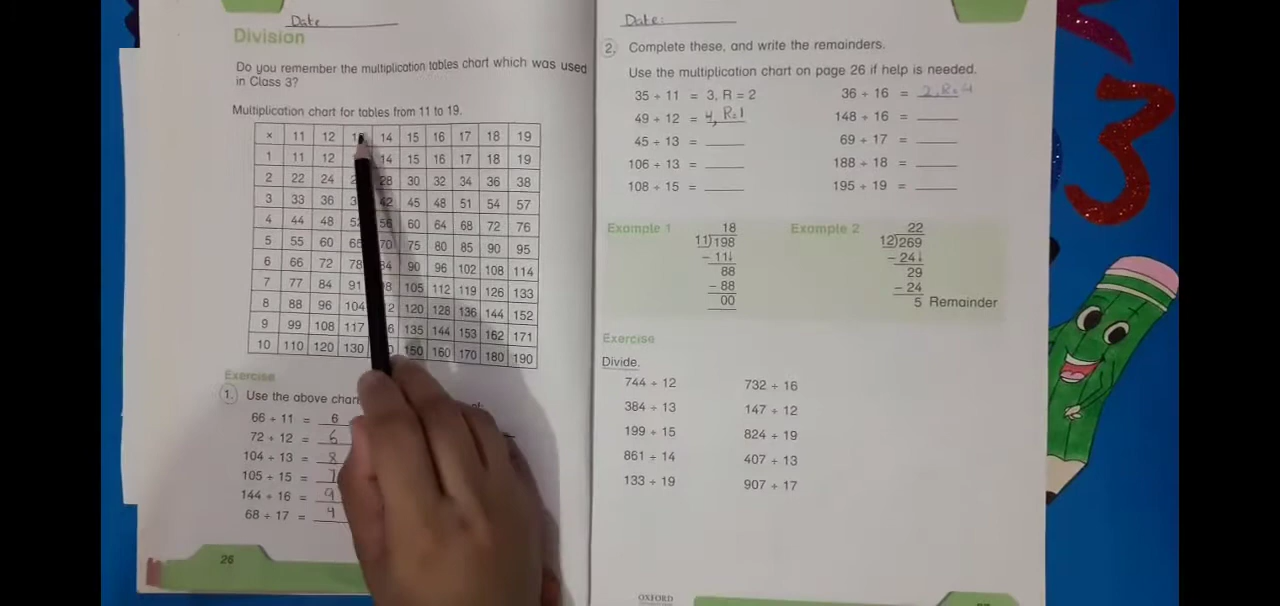 Date
Division
Do you remember the multiplication tables chart which was used
in Class 3?
Multiplication chart for tables from 11 to 19.
× 11 12 14 15 16 17 18 19
1 11 12 14 15 16 17 18 19
2 22 24 28 30 32 34 36 38
3 33 36 42 45 48 51 54 57
4 44 48 52 56 60 64 68 72 76
5 55 60 65 70 75 80 85 90 95
6 66 72 78 84 90 96 102 108 114
7 77 84 91 105 112 119 126 133
8 88 96 104 120 128 136 144 152
9 99 108 117 135 144 153 162 171
10 110 120 130 150 160 170 180 190
Exercise
1. Use the above chart
66 ÷ 11 = 6
72 ÷ 12 = 6
104 ÷ 13 = 8
105 ÷ 15 = 7
144 ÷ 16 = 9
68 ÷ 17 = 4
26
Date:
2. Complete these, and write the remainders.
Use the multiplication chart on page 26 if help is needed.
35 ÷ 11 = 3, R = 2
49 ÷ 12 = 4, R=1
45 ÷ 13 =
106 ÷ 13 =
108 ÷ 15 =
36 ÷ 16 = 2, R=4
148 ÷ 16 =
69 ÷ 17 =
188 ÷ 18 =
195 ÷ 19 =
Example 1
18
11)198
– 11↓
88
– 88
00
Example 2
22
12)269
– 24↓
29
– 24
5 Remainder
Exercise
Divide.
744 ÷ 12
384 ÷ 13
199 ÷ 15
861 ÷ 14
133 ÷ 19
732 ÷ 16
147 ÷ 12
824 ÷ 19
407 ÷ 13
907 ÷ 17
OXFORD
3